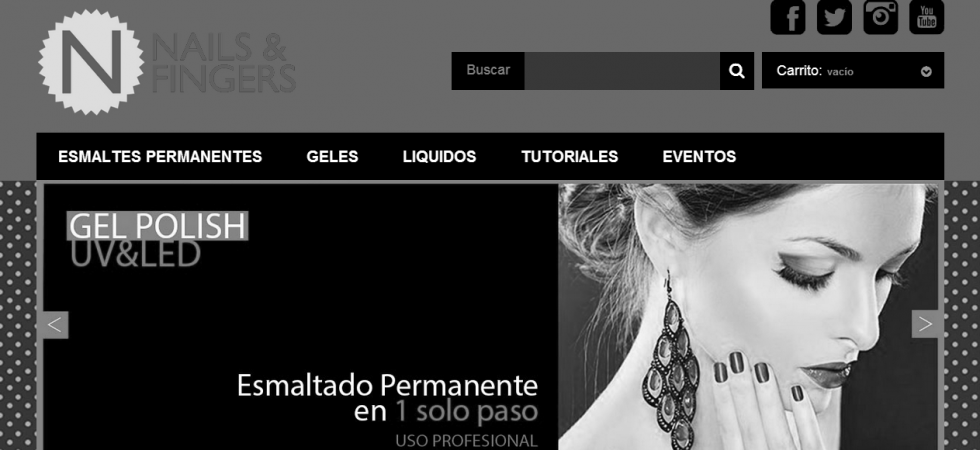 N
NAILS &
FINGERS
You
Tube
Buscar
Carrito: vacío
ESMALTES PERMANENTES GELES LIQUIDOS TUTORIALES EVENTOS
GEL POLISH
UV&LED
Esmaltado Permanente
en 1 solo paso
USO PROFESIONAL